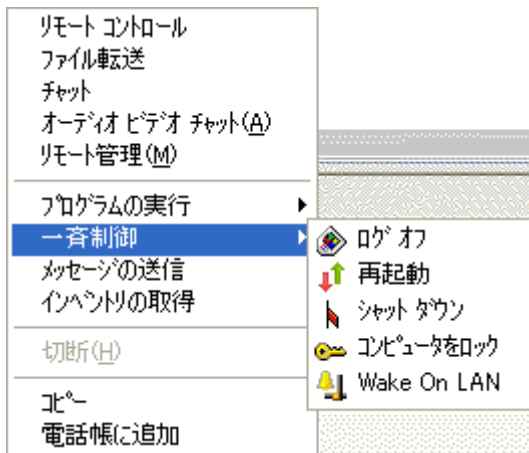 リモート コントロール
ファイル転送
チャット
オーディオ ビデオ チャット(A)
リモート管理(M)
プログラムの実行
一斉制御
メッセージの送信
インベントリの取得
切断(H)
コピー
電話帳に追加
ログ オフ
再起動
シャット ダウン
コンピュータをロック
Wake On LAN